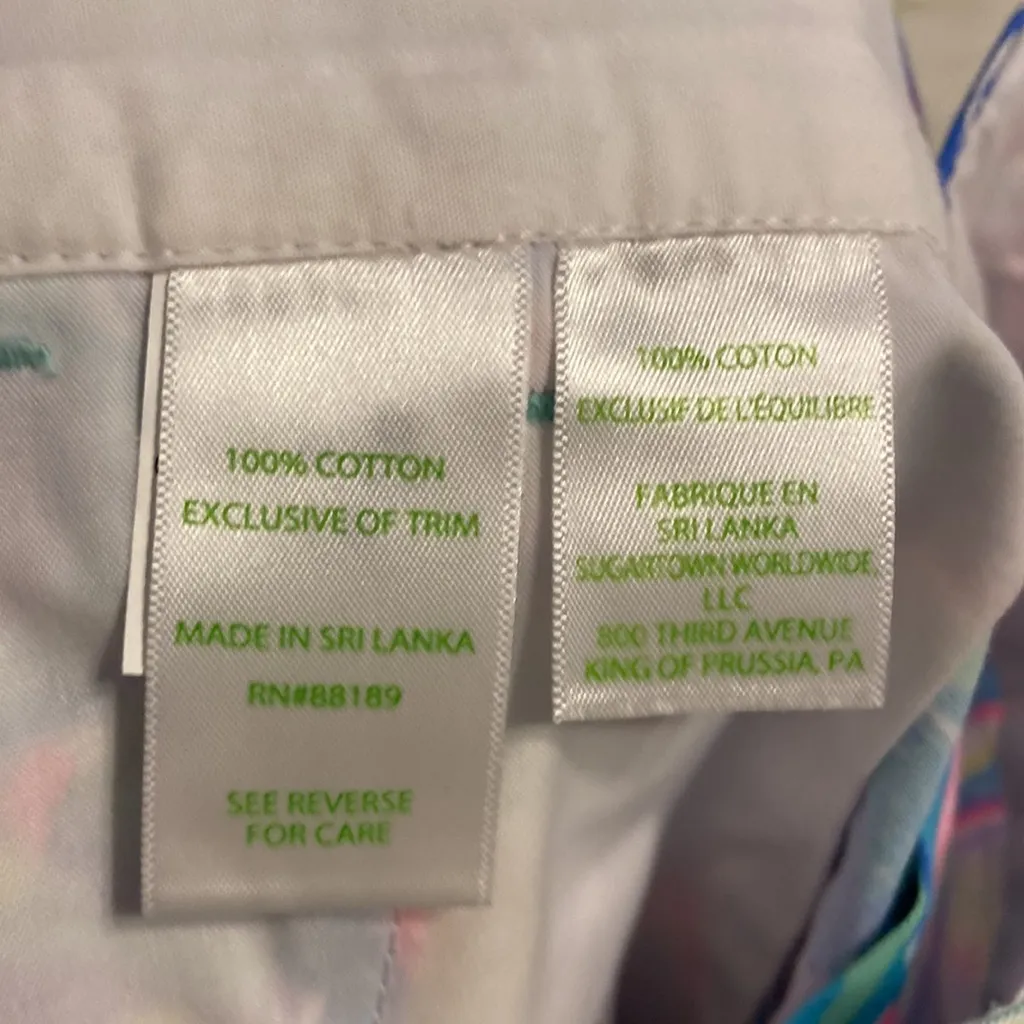 100% COTTON
EXCLUSIVE OF TRIM
MADE IN SRI LANKA
RN#88189
SEE REVERSE
FOR CARE
100% COTON
EXCLUSIF DE L'ÉQUILIBRE
FABRIQUE EN
SRI LANKA
SUGARTOWN WORLDWIDE
LLC
800 THIRD AVENUE
KING OF PRUSSIA, PA